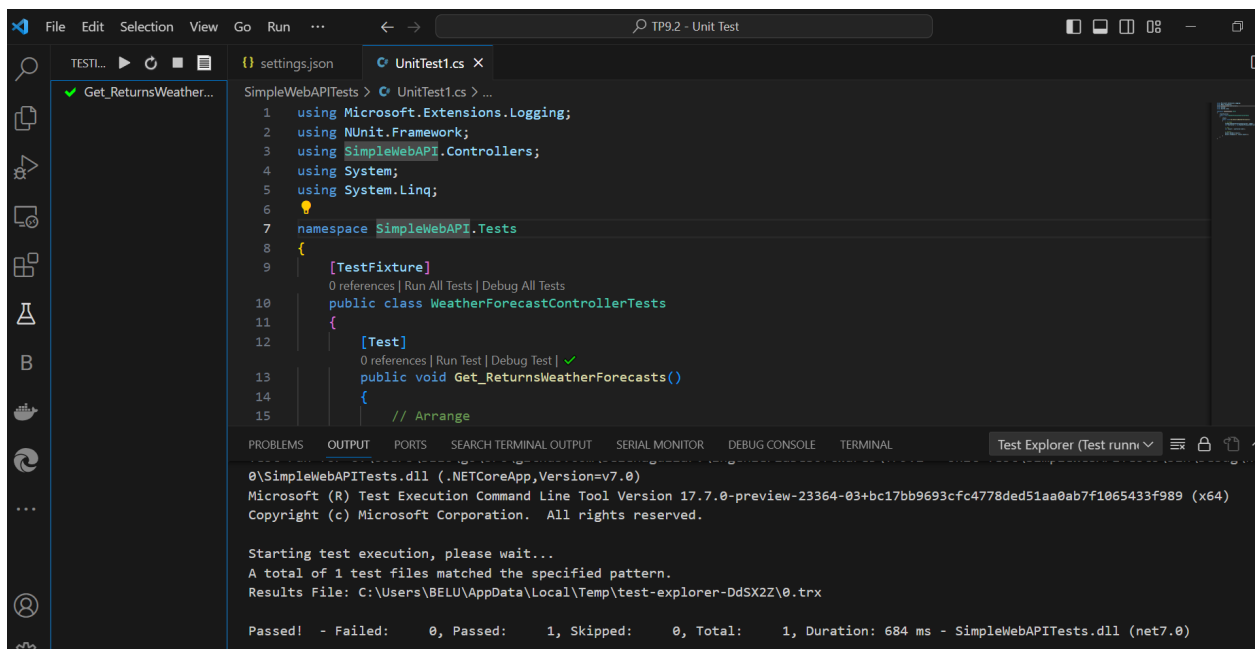 File Edit Selection View Go Run ··· TP9.2 - Unit Test
TESTI...
settings.json
UnitTest1.cs
Get_ReturnsWeather...
SimpleWebAPITests > UnitTest1.cs > ...
1 using Microsoft.Extensions.Logging;
2 using NUnit.Framework;
3 using SimpleWebAPI.Controllers;
4 using System;
5 using System.Linq;
6
7 namespace SimpleWebAPI.Tests
8 {
9 [TestFixture]
0 references | Run All Tests | Debug All Tests
10 public class WeatherForecastControllerTests
11 {
12 [Test]
0 references | Run Test | Debug Test |
13 public void Get_ReturnsWeatherForecasts()
14 {
15 // Arrange
PROBLEMS OUTPUT PORTS SEARCH TERMINAL OUTPUT SERIAL MONITOR DEBUG CONSOLE TERMINAL Test Explorer (Test runn
0\SimpleWebAPITests.dll (.NETCoreApp,Version=v7.0)
Microsoft (R) Test Execution Command Line Tool Version 17.7.0-preview-23364-03+bc17bb9693cfc4778ded51aa0ab7f1065433f989 (x64)
Copyright (c) Microsoft Corporation. All rights reserved.
Starting test execution, please wait...
A total of 1 test files matched the specified pattern.
Results File: C:\Users\BELU\AppData\Local\Temp\test-explorer-DdSX2Z\0.trx
Passed! - Failed: 0, Passed: 1, Skipped: 0, Total: 1, Duration: 684 ms - SimpleWebAPITests.dll (net7.0)